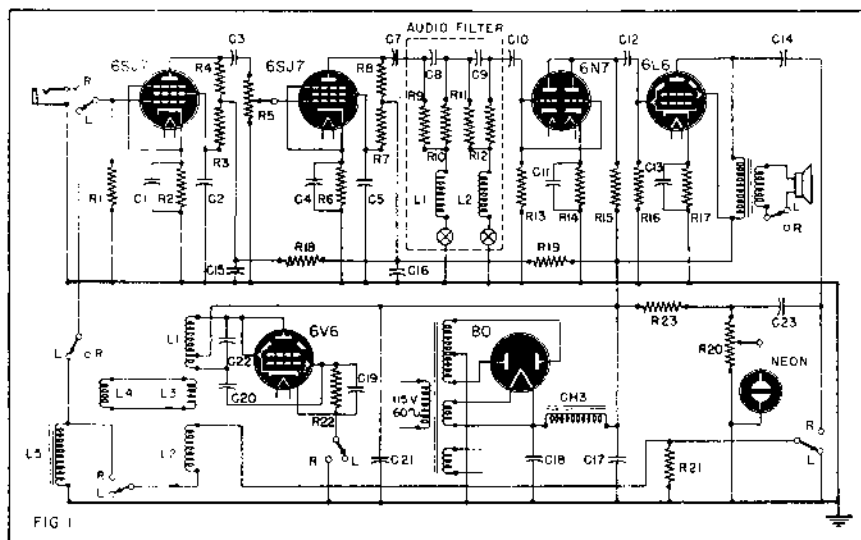 AUDIO FILTER
6SJ7
R4
C3
6SJ7
R8
C7
C8
C9
C10
6N7
C12
6L6
C14
R
L
R5
R9
R11
R3
R7
R10
R12
R1
C1
R2
C2
C4
R6
C5
L1
L2
R13
C11
R14
R15
R16
C13
R17
L
R
C15
R18
C16
R19
L1
6V6
80
R23
C23
L
R
C22
R20
NEON
L4
L3
C20
C19
115V
60~
CH3
R22
L5
R
L
L2
R
L
C21
C18
C17
R21
R
L
FIG 1